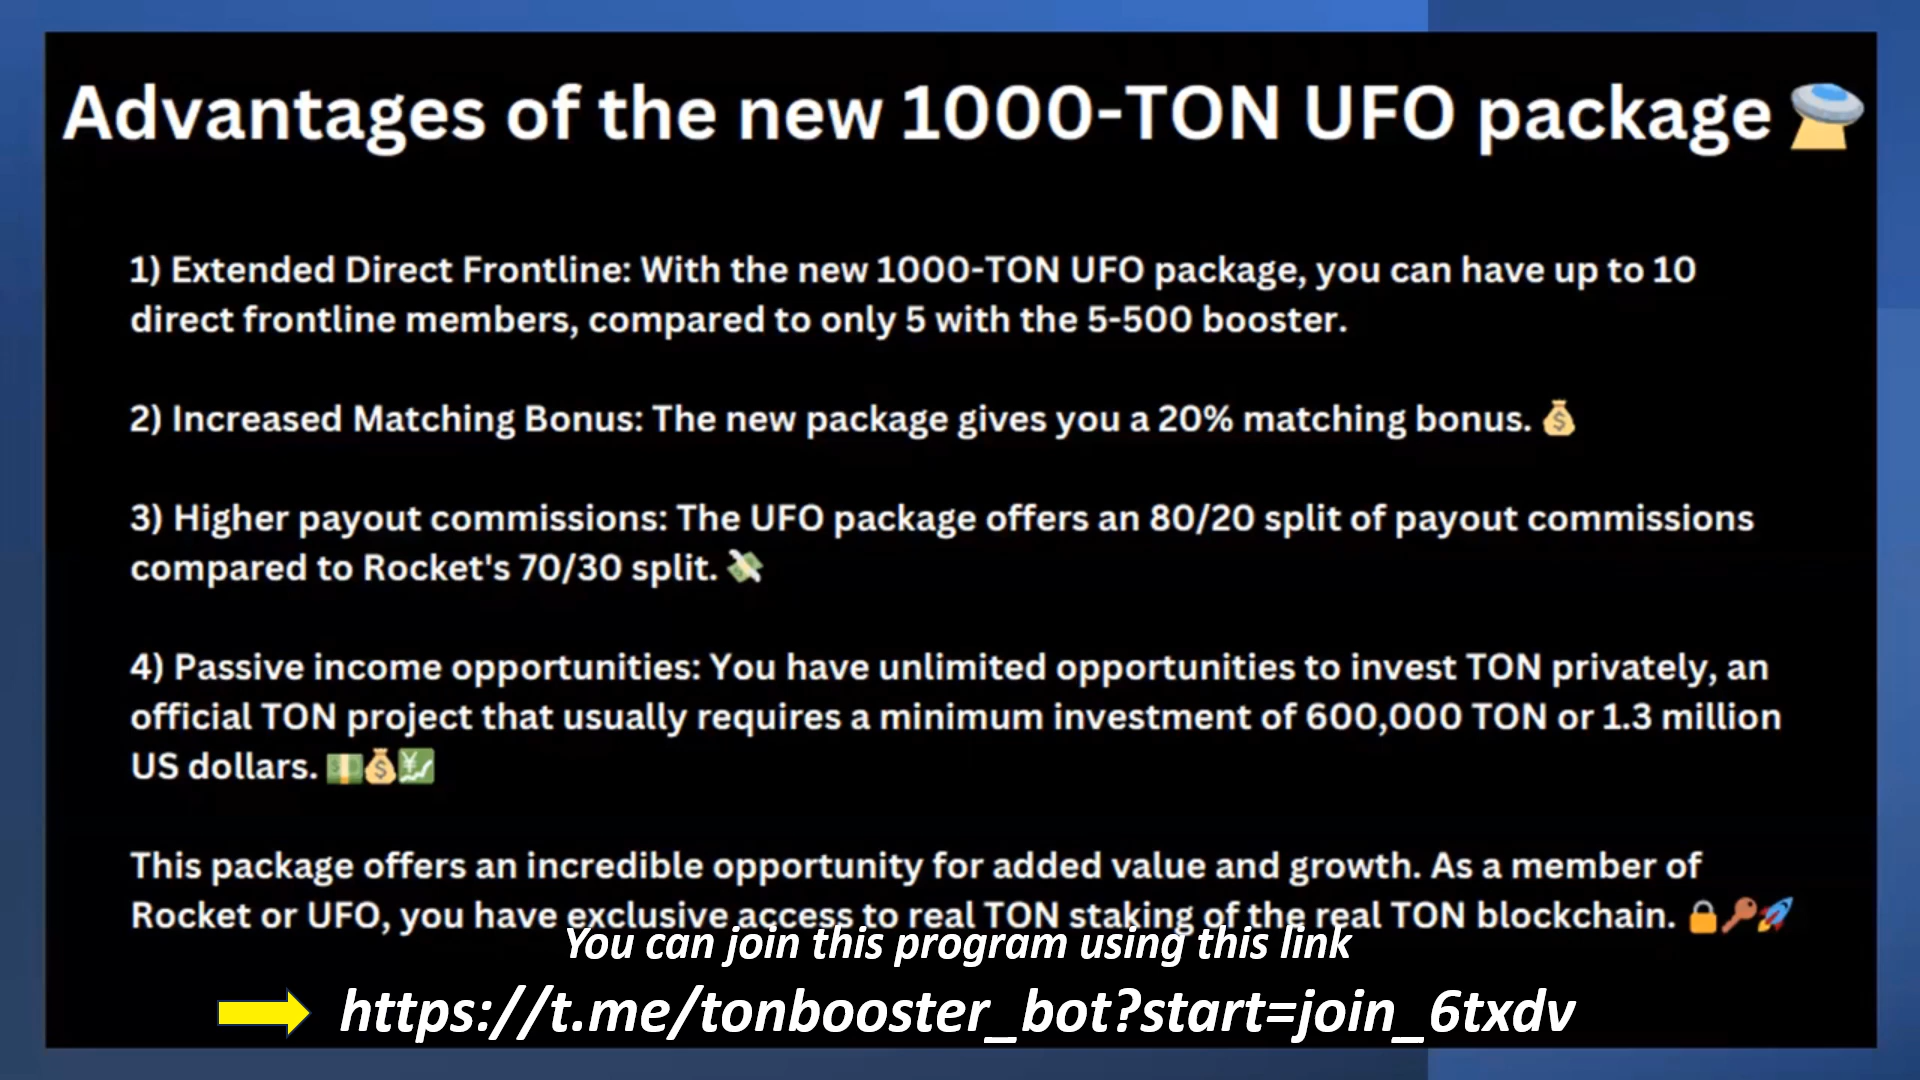 Advantages of the new 1000-TON UFO package 🛸
1) Extended Direct Frontline: With the new 1000-TON UFO package, you can have up to 10
direct frontline members, compared to only 5 with the 5-500 booster.
2) Increased Matching Bonus: The new package gives you a 20% matching bonus. 💰
3) Higher payout commissions: The UFO package offers an 80/20 split of payout commissions
compared to Rocket's 70/30 split. 💸
4) Passive income opportunities: You have unlimited opportunities to invest TON privately, an
official TON project that usually requires a minimum investment of 600,000 TON or 1.3 million
US dollars. 💵💰💹
This package offers an incredible opportunity for added value and growth. As a member of
Rocket or UFO, you have exclusive access to real TON staking of the real TON blockchain. 🔒🔑🚀
You can join this program using this link
https://t.me/tonbooster_bot?start=join_6txdv